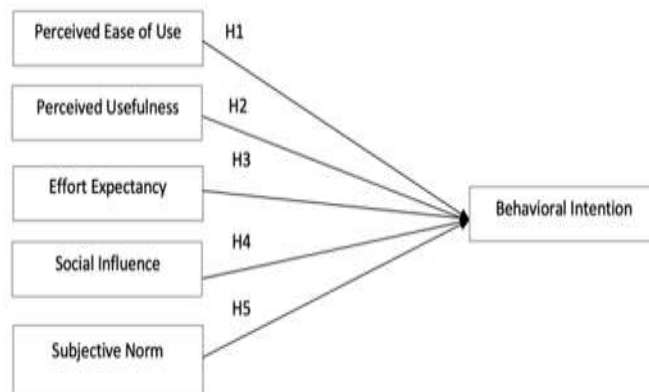 Perceived Ease of Use
H1
Perceived Usefulness
H2
H3
Effort Expectancy
Behavioral Intention
H4
Social Influence
H5
Subjective Norm